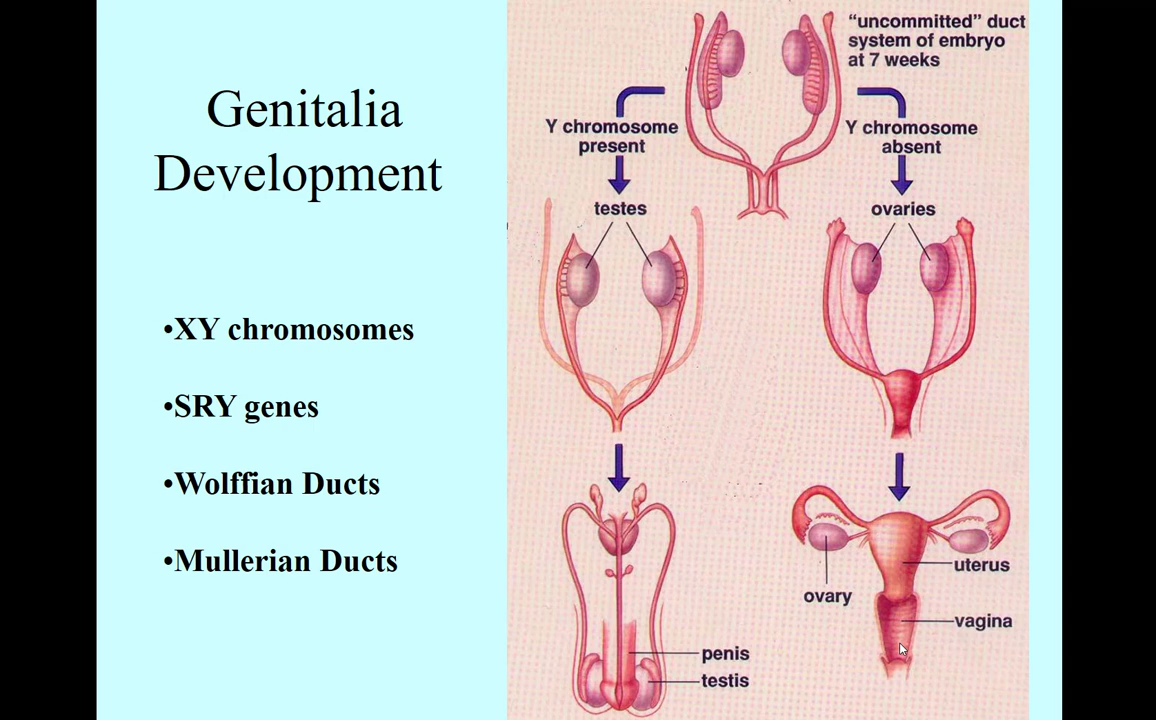 Genitalia
Development
•XY chromosomes
•SRY genes
•Wolffian Ducts
•Mullerian Ducts
“uncommitted” duct
system of embryo
at 7 weeks
Y chromosome
present
Y chromosome
absent
testes
ovaries
uterus
ovary
vagina
penis
testis